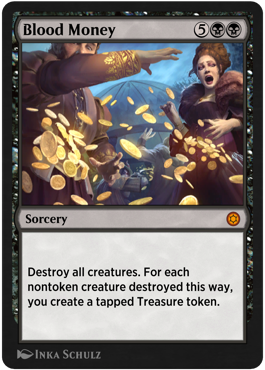 Blood Money 5
Sorcery
Destroy all creatures. For each
nontoken creature destroyed this way,
you create a tapped Treasure token.
Inka Schulz